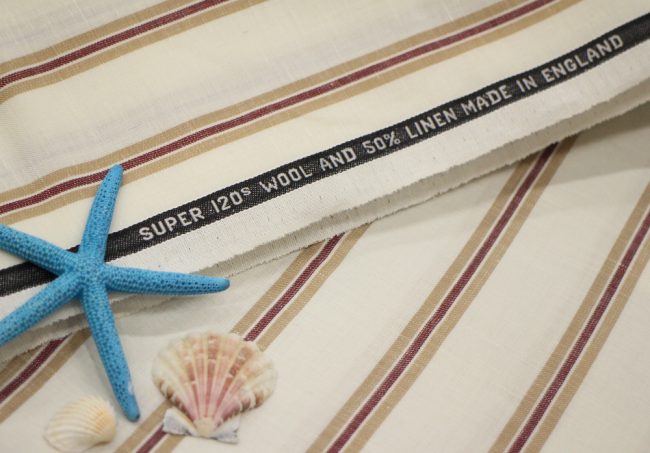 SUPER 120s WOOL AND 50% LINEN MADE IN ENGLAND